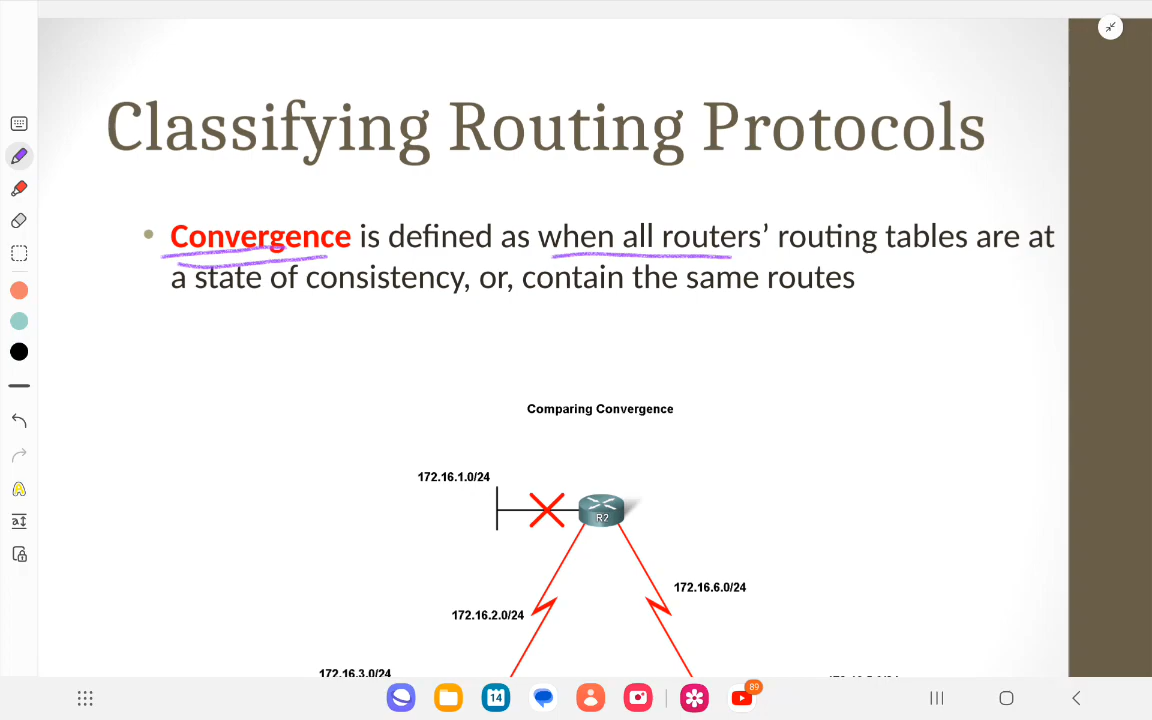 Classifying Routing Protocols
• Convergence is defined as when all routers’ routing tables are at
a state of consistency, or, contain the same routes
Comparing Convergence
172.16.1.0/24
R2
172.16.6.0/24
172.16.2.0/24
172.16.3.0/24
14
89